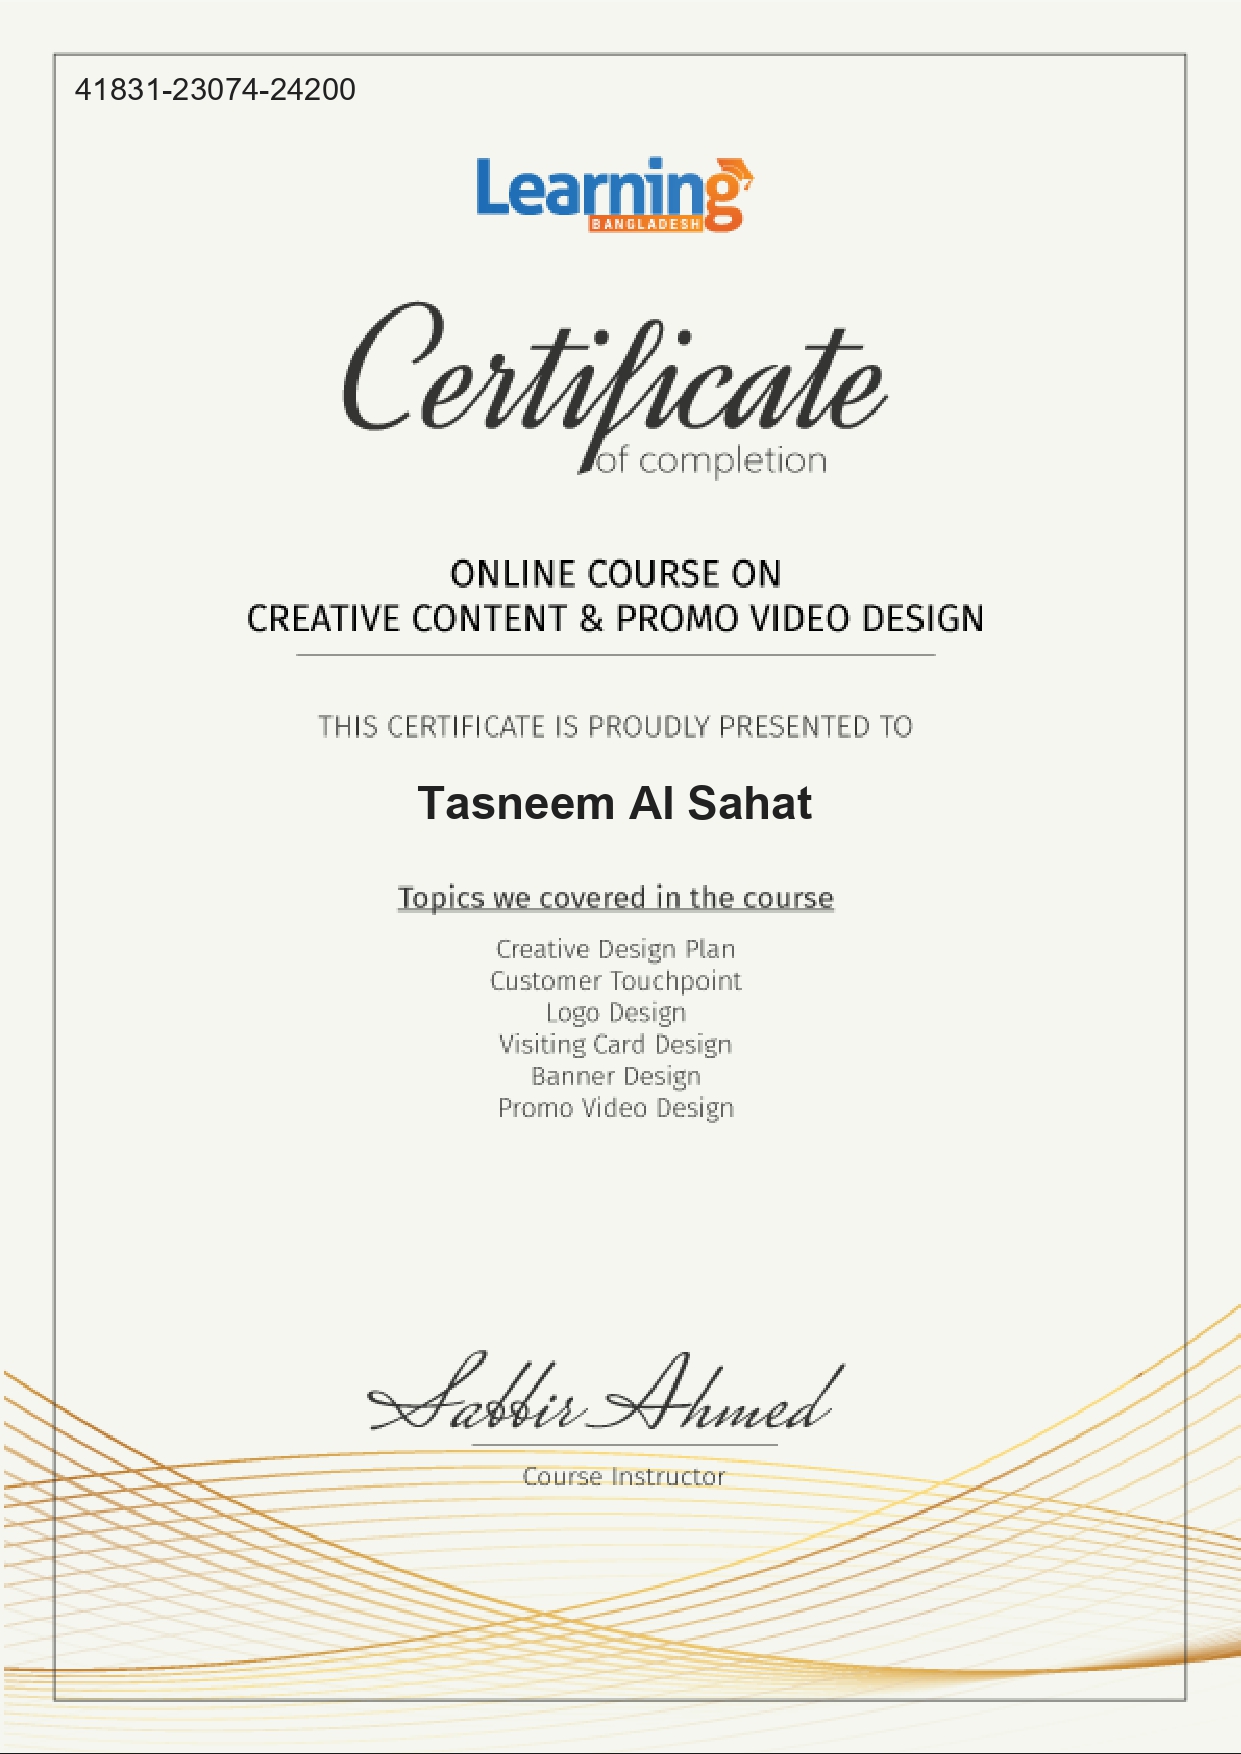 41831-23074-24200
Learning
BANGLADESH
Certificate
of completion
ONLINE COURSE ON
CREATIVE CONTENT & PROMO VIDEO DESIGN
THIS CERTIFICATE IS PROUDLY PRESENTED TO
Tasneem Al Sahat
Topics we covered in the course
Creative Design Plan
Customer Touchpoint
Logo Design
Visiting Card Design
Banner Design
Promo Video Design
Sabbir Ahmed
Course Instructor